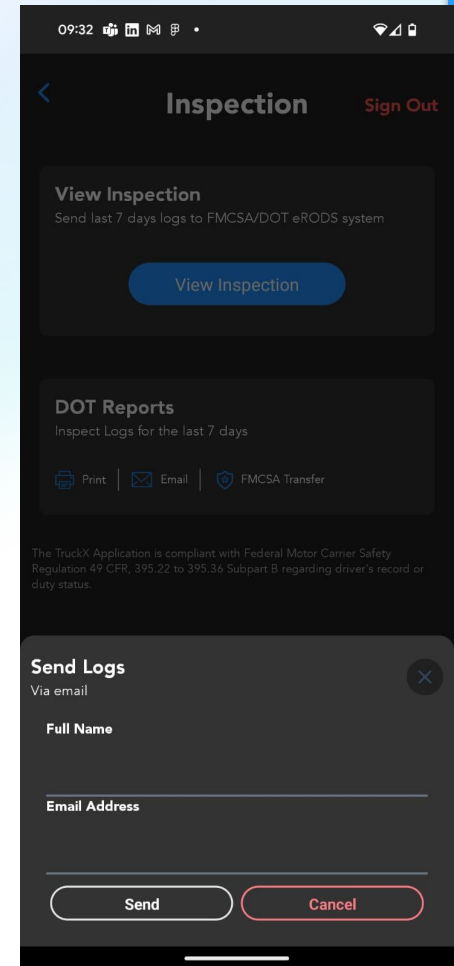 09:32
Inspection
Sign Out
View Inspection
Send last 7 days logs to FMCSA/DOT eRODS system
View Inspection
DOT Reports
Inspect Logs for the last 7 days
Print
Email
FMCSA Transfer
The TruckX Application is compliant with Federal Motor Carrier Safety
Regulation 49 CFR, 395.22 to 395.36 Subpart B regarding driver's record or
duty status.
Send Logs
Via email
Full Name
Email Address
Send
Cancel